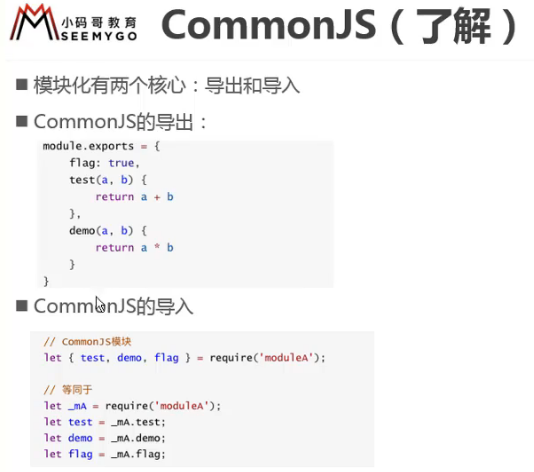 小码哥教育
SEEMYGO
CommonJS（了解）
■ 模块化有两个核心：导出和导入
■ CommonJS的导出：
module.exports = {
    flag: true,
    test(a, b) {
        return a + b
    },
    demo(a, b) {
        return a * b
    }
}
■ CommonJS的导入
// CommonJS模块
let { test, demo, flag } = require('moduleA');

// 等同于
let _mA = require('moduleA');
let test = _mA.test;
let demo = _mA.demo;
let flag = _mA.flag;